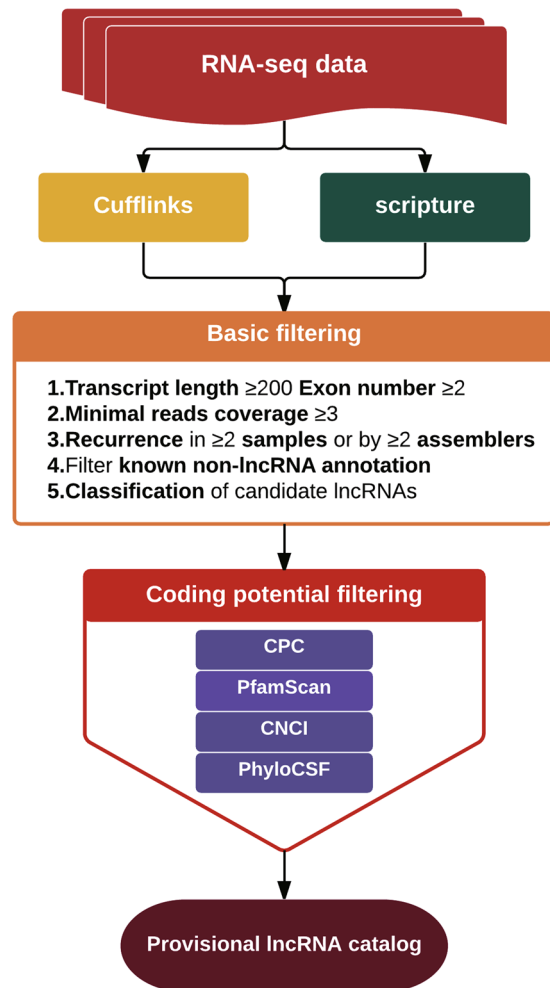 RNA-seq data
Cufflinks
scripture
Basic filtering
1.Transcript length ≥200 Exon number ≥2
2.Minimal reads coverage ≥3
3.Recurrence in ≥2 samples or by ≥2 assemblers
4.Filter known non-lncRNA annotation
5.Classification of candidate lncRNAs
Coding potential filtering
CPC
PfamScan
CNCI
PhyloCSF
Provisional lncRNA catalog